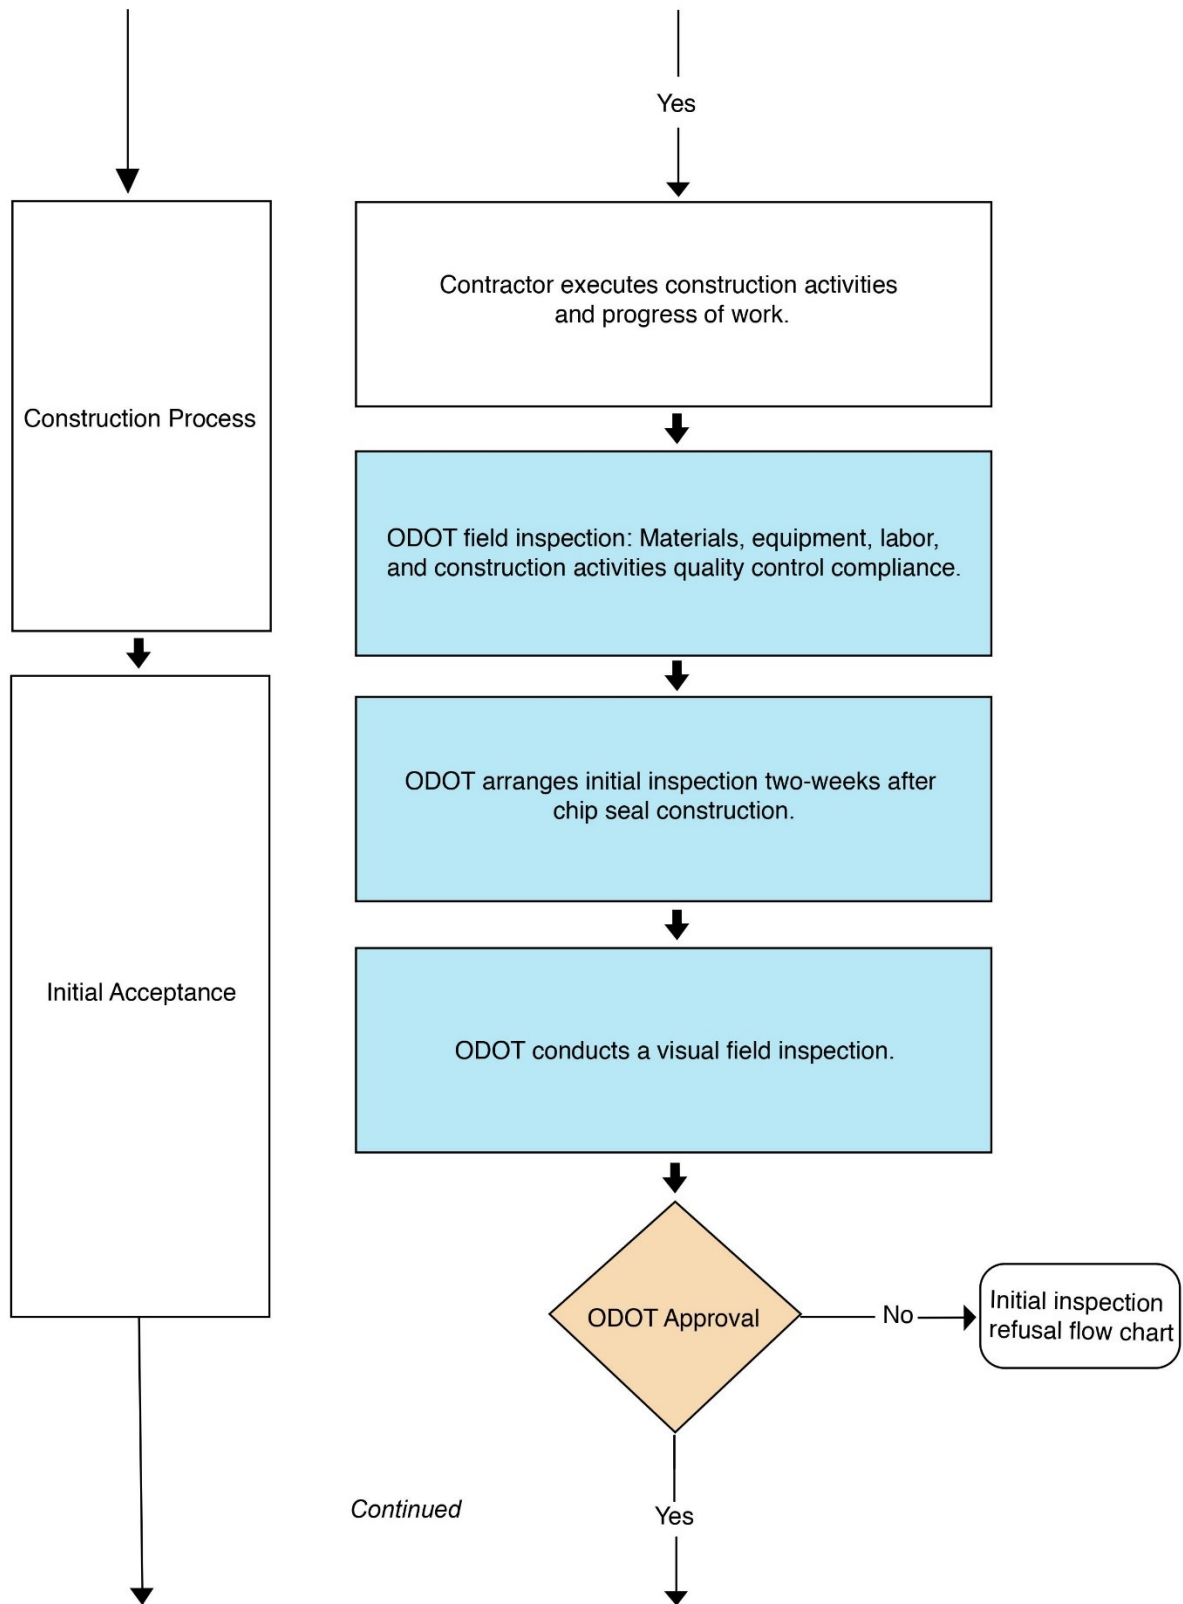 Yes
Contractor executes construction activities
and progress of work.
Construction Process
ODOT field inspection: Materials, equipment, labor,
and construction activities quality control compliance.
ODOT arranges initial inspection two-weeks after
chip seal construction.
Initial Acceptance
ODOT conducts a visual field inspection.
ODOT Approval
No
Initial inspection
refusal flow chart
Continued
Yes